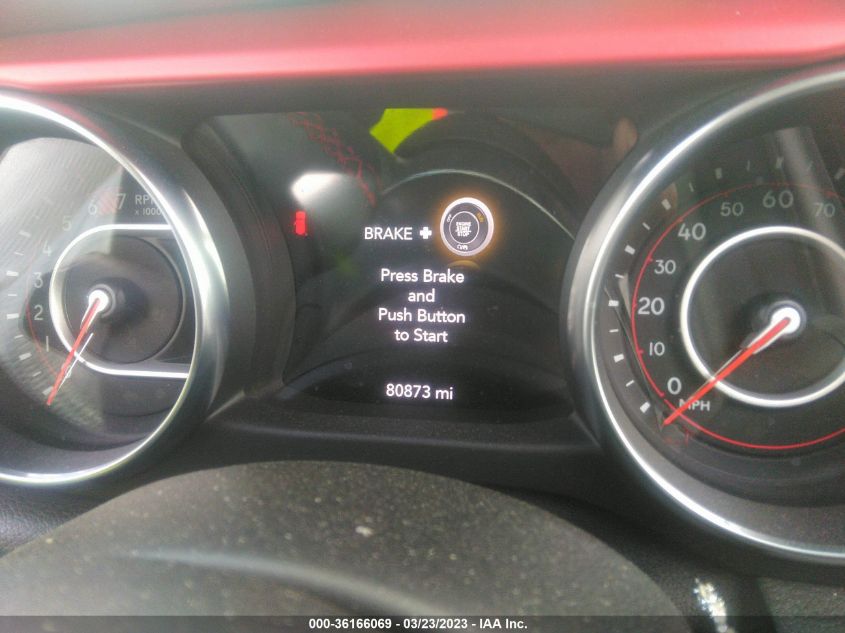 6 7 RPM
x 1000
5
4
3
2
1
BRAKE + ENGINE START STOP
Press Brake
and
Push Button
to Start
80873 mi
50 60 70
40
30
20
10
0
MPH
000-36166069 - 03/23/2023 - IAA Inc.